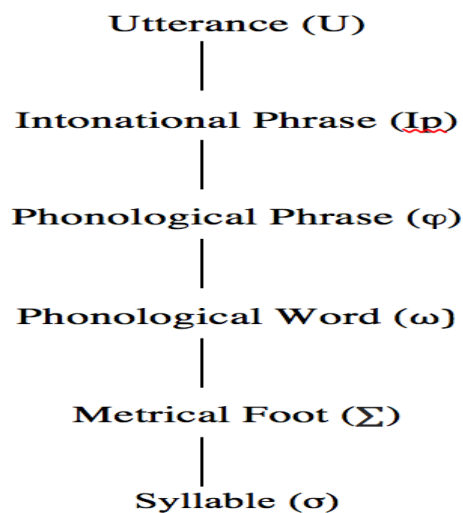 Utterance (U)
Intonational Phrase (Ip)
Phonological Phrase (φ)
Phonological Word (ω)
Metrical Foot (Σ)
Syllable (σ)